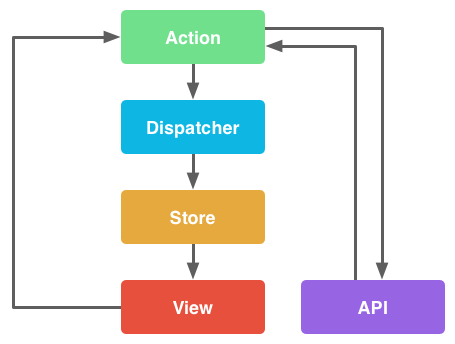 Action
Dispatcher
Store
View
API